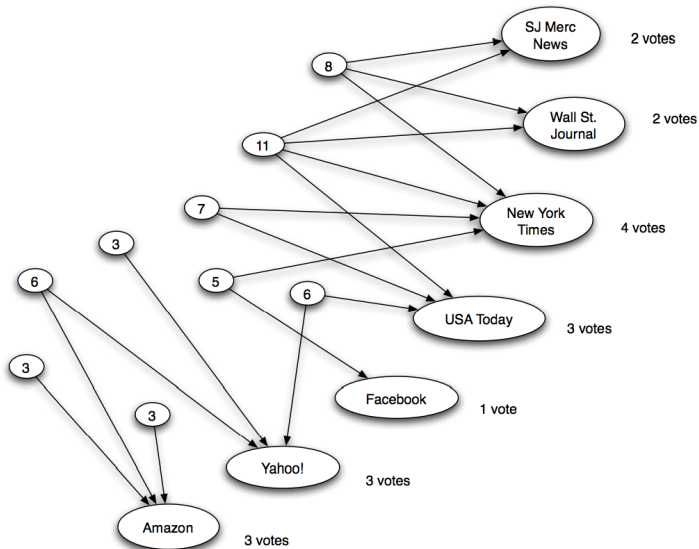 SJ Merc
News
2 votes
8
Wall St.
Journal
2 votes
11
7
New York
Times
4 votes
3
6
5
6
USA Today
3 votes
3
Facebook
1 vote
3
Yahoo!
3 votes
Amazon
3 votes